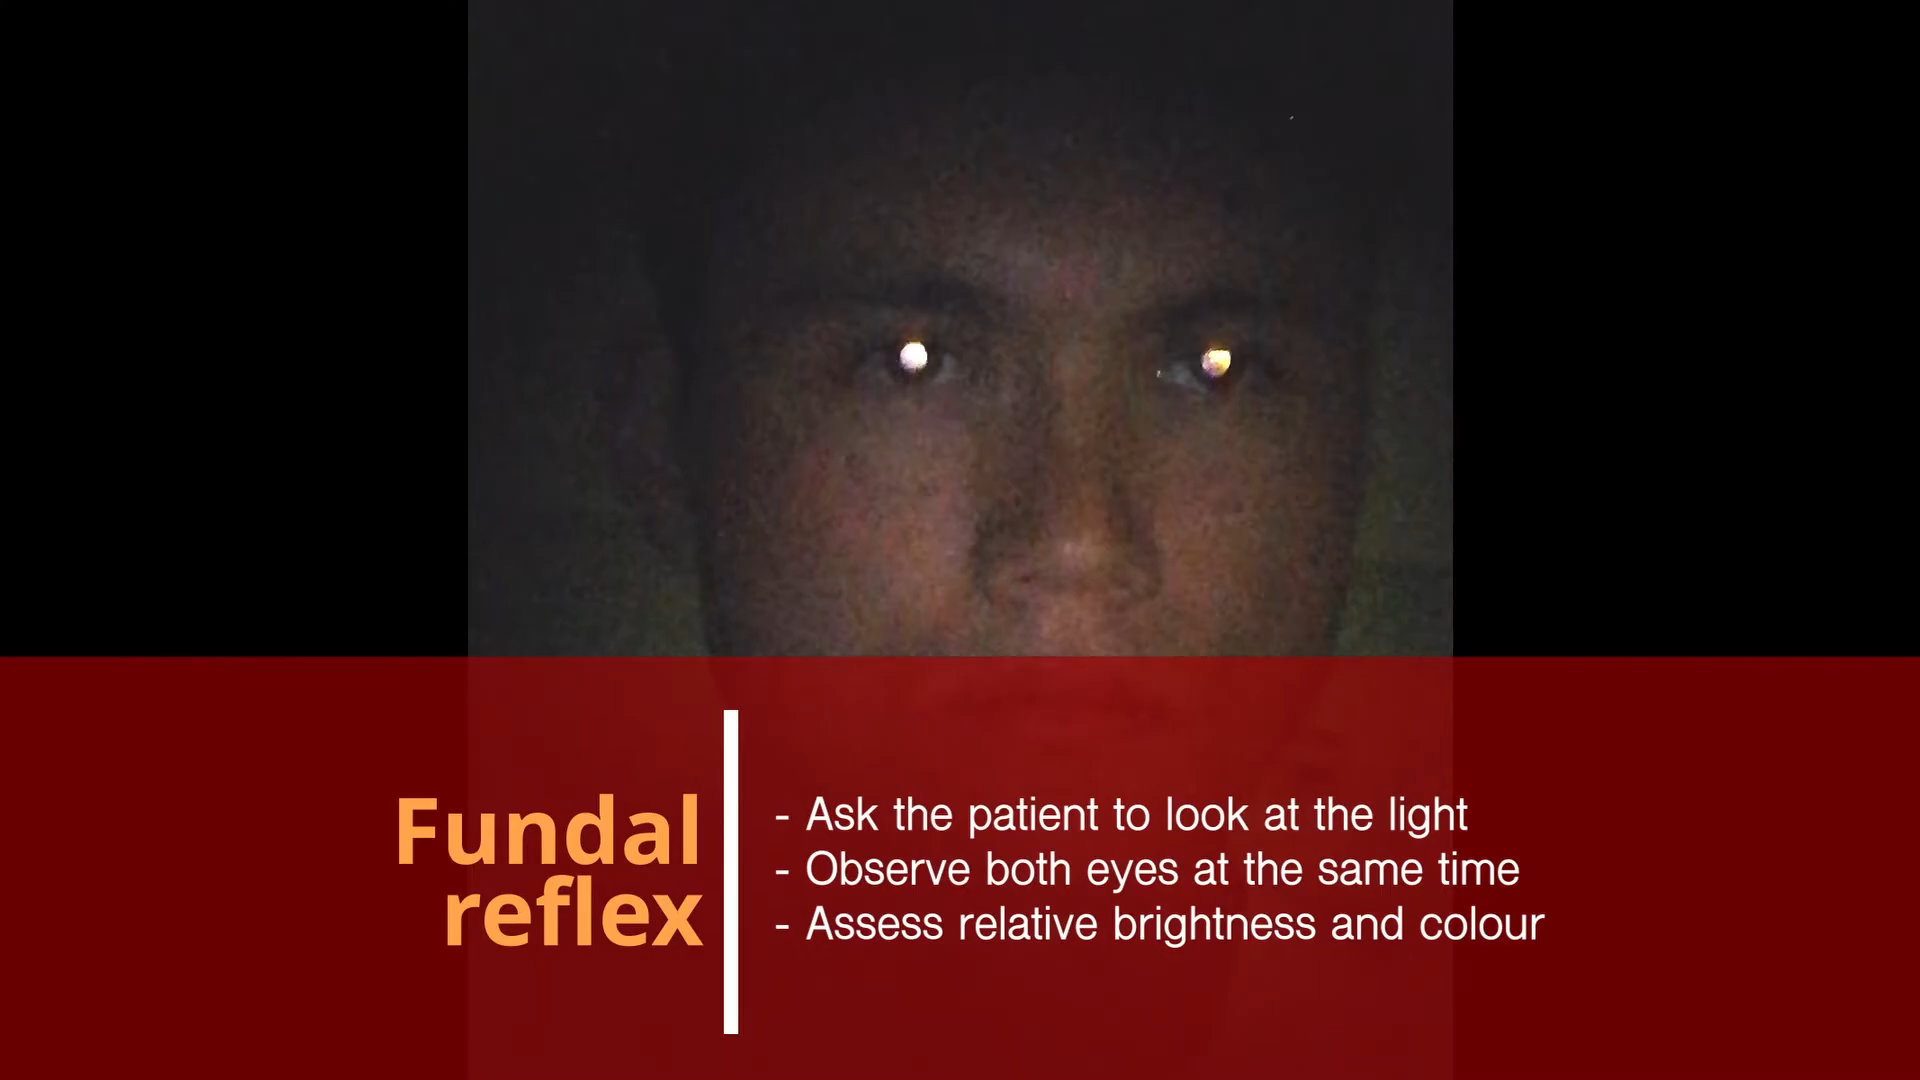 Fundal
reflex
- Ask the patient to look at the light
- Observe both eyes at the same time
- Assess relative brightness and colour